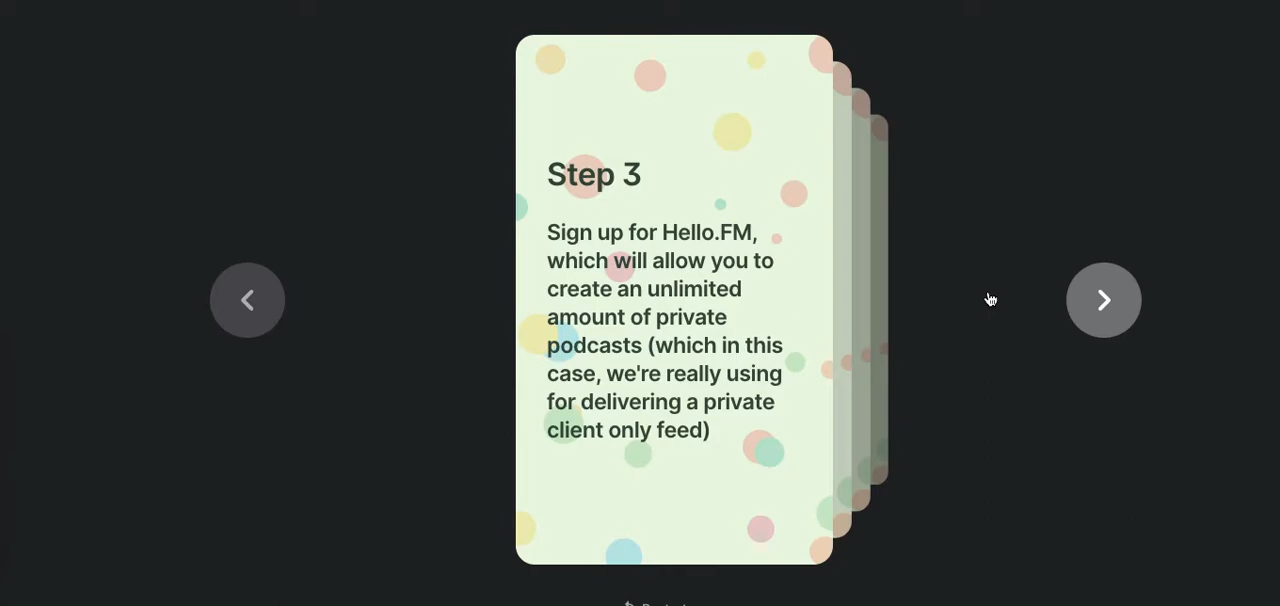 Step 3
Sign up for Hello.FM,
which will allow you to
create an unlimited
amount of private
podcasts (which in this
case, we're really using
for delivering a private
client only feed)